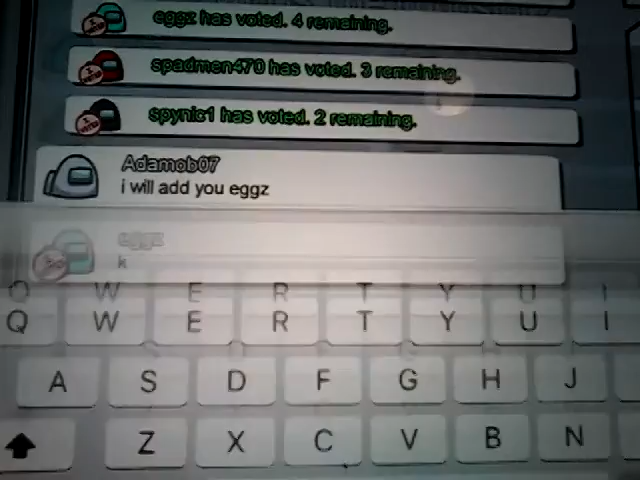 eggz has voted. 4 remaining.
spadmen470 has voted. 3 remaining.
spynic1 has voted. 2 remaining.
Adamob07
i will add you eggz
eggz
k
Q W E R T Y U I
Q W E R T Y U I
A S D F G H J
Z X C V B N